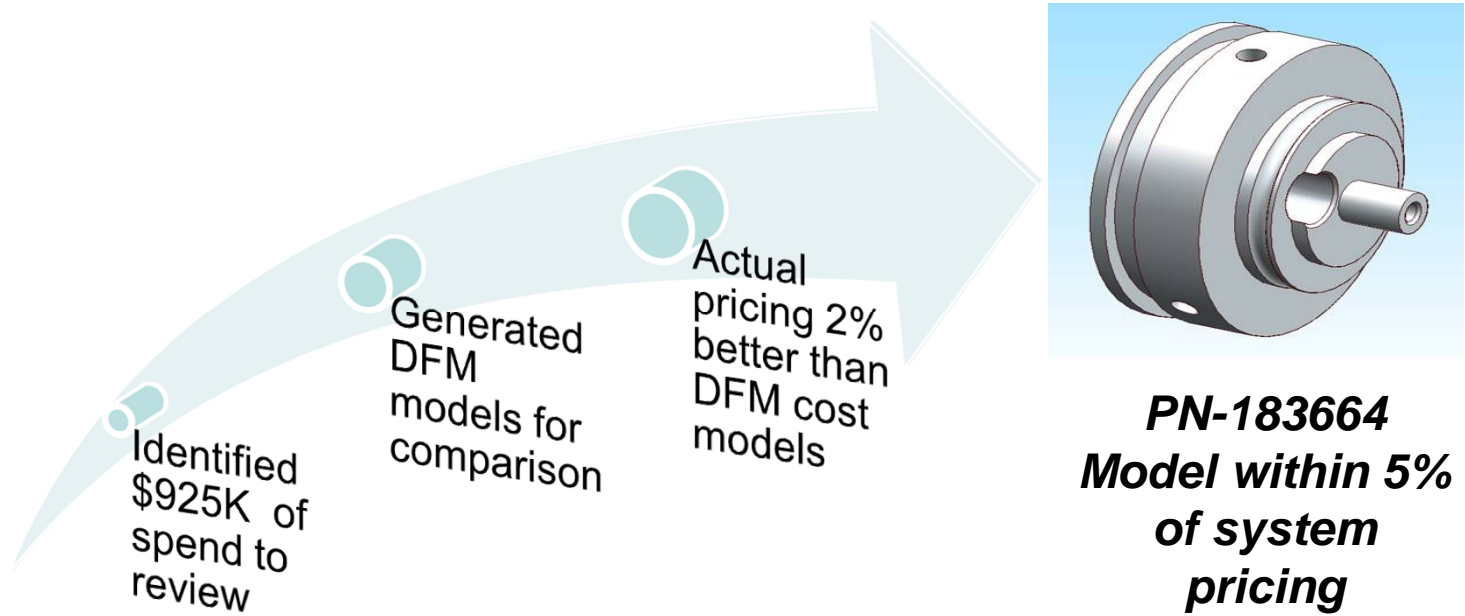 Identified
$925K of
spend to
review
Generated
DFM
models for
comparison
Actual
pricing 2%
better than
DFM cost
models
PN-183664
Model within 5%
of system
pricing